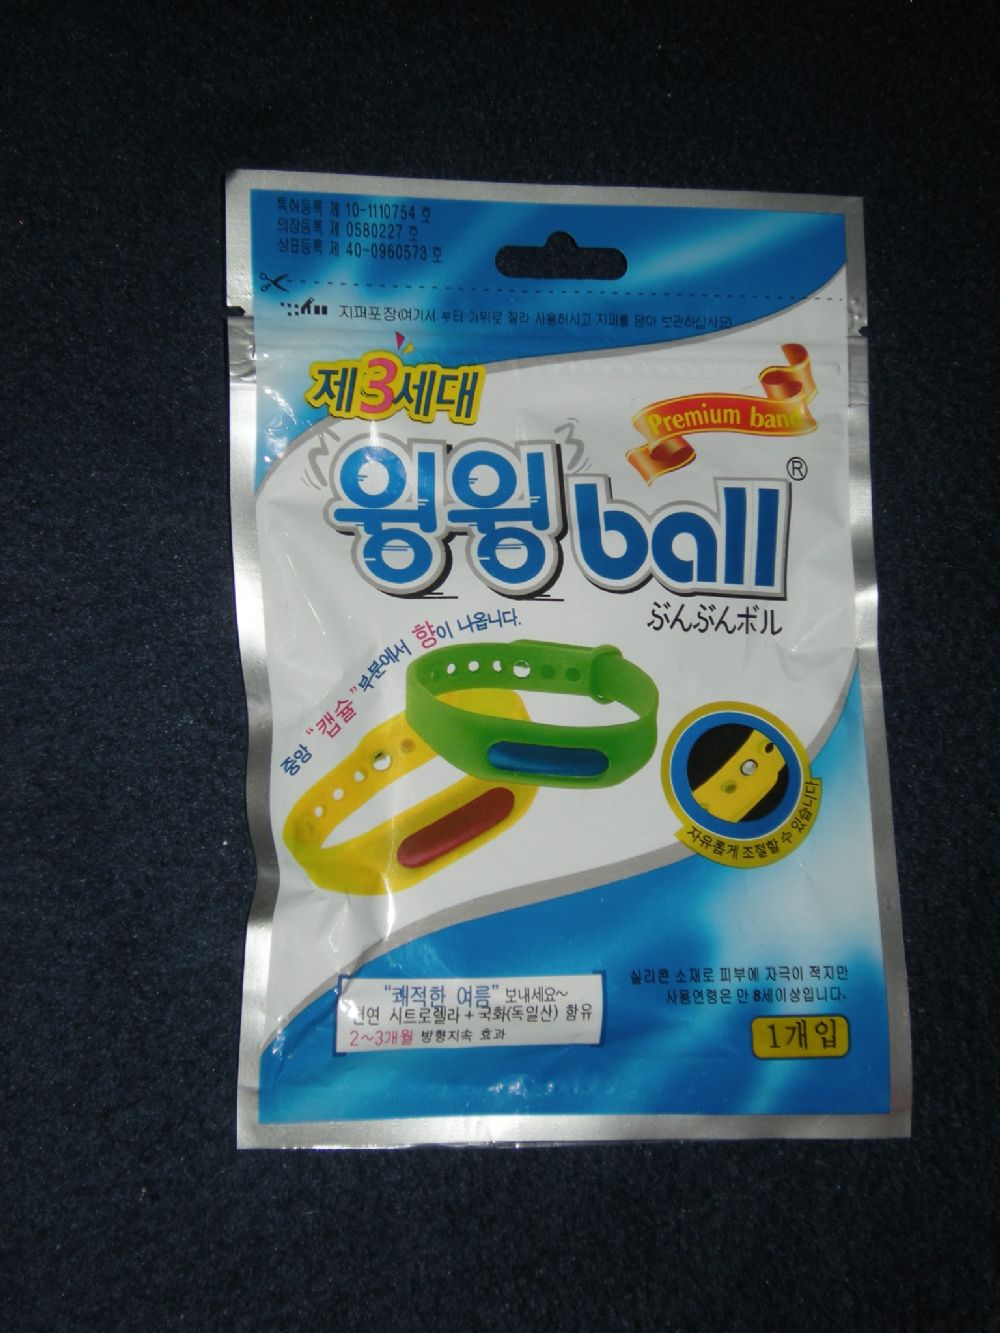 특허등록 제 10-1110754 호
의장등록 제 0580227 호
상표등록 제 40-0960573 호
지퍼포장(여기서 부터 가위로 잘라 사용하시고 지퍼를 닫아 보관하십시요)
제3세대
Premium band
윙윙ball®
ぶんぶんボル
중앙 "캡슐"부분에서 향이 나옵니다.
자유롭게 조절할 수 있습니다
"쾌적한 여름" 보내세요~
천연 시트로렐라+국화(독일산) 함유
2~3개월 방향지속 효과
실리콘 소재로 피부에 자극이 적지만
사용연령은 만 8세이상입니다.
1개입